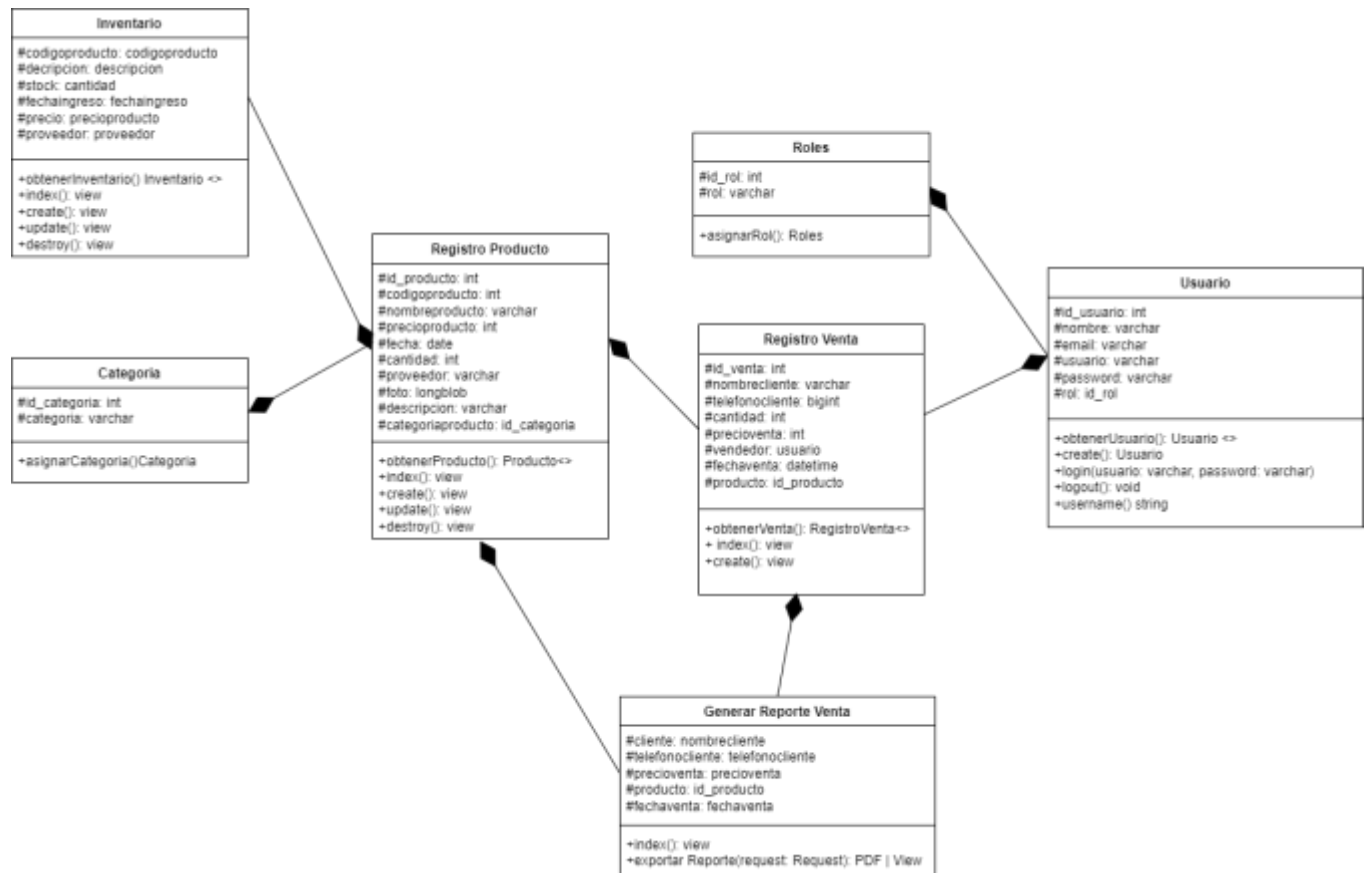 Inventario
#codigoproducto: codigoproducto
#decripcion: descripcion
#stock: cantidad
#fechaingreso: fechaingreso
#precio: precioproducto
#proveedor: proveedor
+obtenerInventario() Inventario <>
+index(): view
+create(): view
+update(): view
+destroy(): view
Categoria
#id_categoria: int
#categoria: varchar
+asignarCategoria()Categoria
Registro Producto
#id_producto: int
#codigoproducto: int
#nombreproducto: varchar
#precioproducto: int
#fecha: date
#cantidad: int
#proveedor: varchar
#foto: longblob
#descripcion: varchar
#categoriaproducto: id_categoria
+obtenerProducto(): Producto<>
+index(): view
+create(): view
+update(): view
+destroy(): view
Roles
#id_rol: int
#rol: varchar
+asignarRol(): Roles
Registro Venta
#id_venta: int
#nombrecliente: varchar
#telefonocliente: bigint
#cantidad: int
#precioventa: int
#vendedor: usuario
#fechaventa: datetime
#producto: id_producto
+obtenerVenta(): RegistroVenta<>
+ index(): view
+create(): view
Usuario
#id_usuario: int
#nombre: varchar
#email: varchar
#usuario: varchar
#password: varchar
#rol: id_rol
+obtenerUsuario(): Usuario <>
+create(): Usuario
+login(usuario: varchar, password: varchar)
+logout(): void
+username() string
Generar Reporte Venta
#cliente: nombrecliente
#telefonocliente: telefonocliente
#precioventa: precioventa
#producto: id_producto
#fechaventa: fechaventa
+index(): view
+exportar Reporte(request: Request): PDF | View